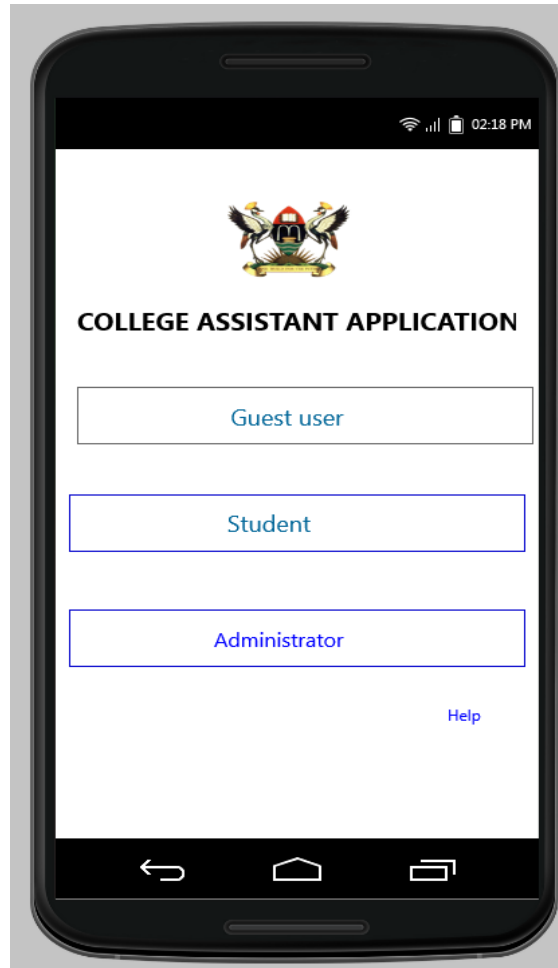 02:18 PM
COLLEGE ASSISTANT APPLICATION
Guest user
Student
Administrator
Help